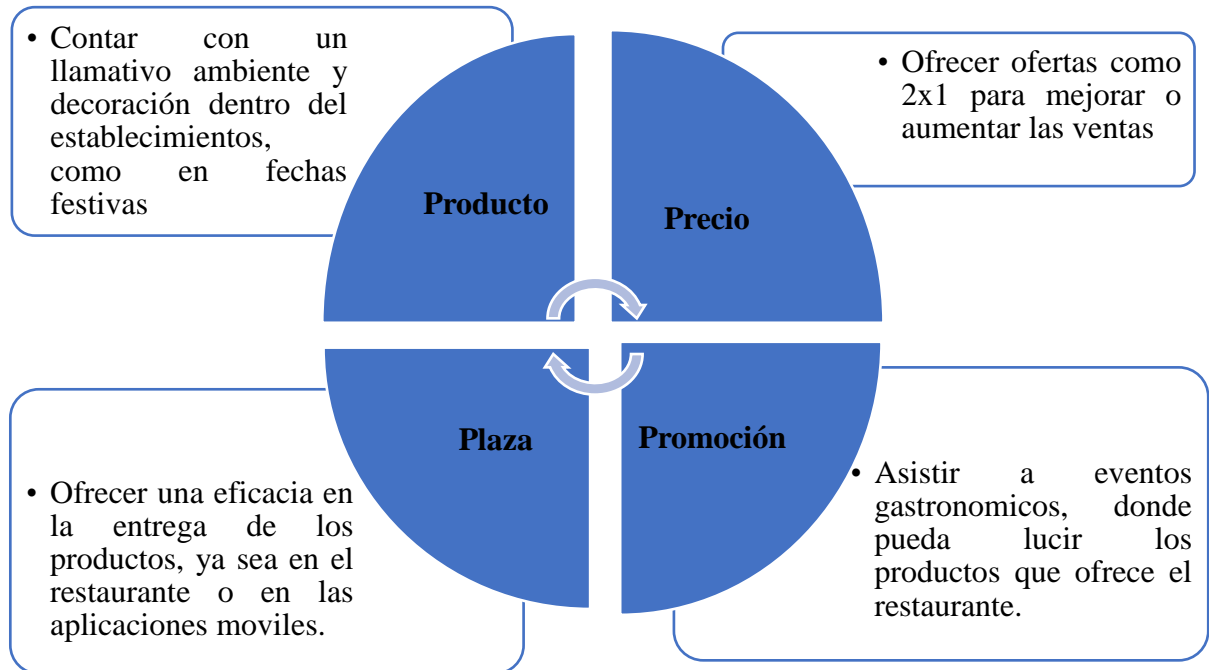 • Contar con un
llamativo ambiente y
decoración dentro del
establecimientos,
como en fechas
festivas
Producto
Precio
• Ofrecer ofertas como
2x1 para mejorar o
aumentar las ventas
Plaza
Promoción
• Ofrecer una eficacia en
la entrega de los
productos, ya sea en el
restaurante o en las
aplicaciones moviles.
• Asistir a eventos
gastronomicos, donde
pueda lucir los
productos que ofrece el
restaurante.